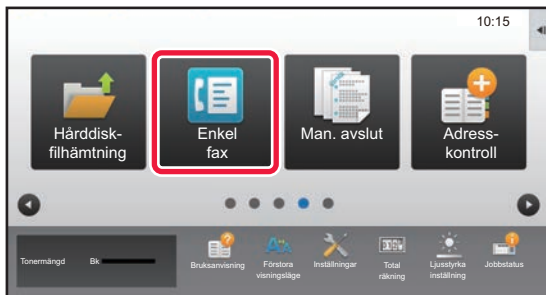 10:15
Hårddisk-
filhämtning
Enkel
fax
Man. avslut
Adress-
kontroll
Tonermängd
Bk
Bruksanvisning
Förstora
visningsläge
Inställningar
Total
räkning
Ljusstyrka
inställning
Jobbstatus